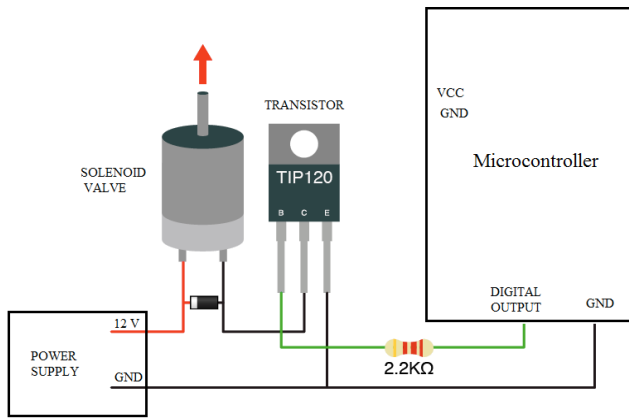 TRANSISTOR
SOLENOID
VALVE
TIP120
B C E
VCC
GND
Microcontroller
DIGITAL
OUTPUT
GND
12 V
POWER
SUPPLY
GND
2.2KΩ